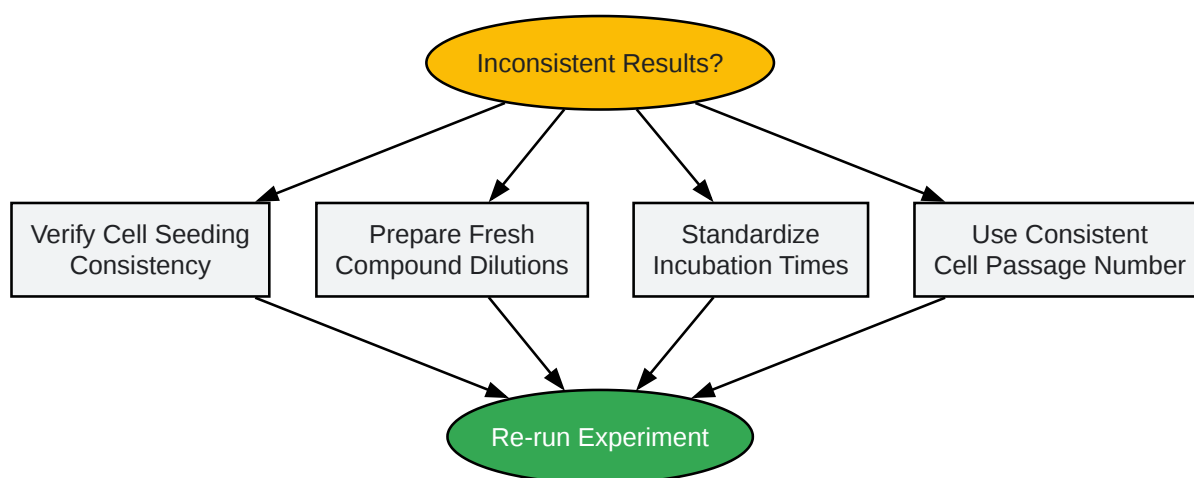 Inconsistent Results?
Verify Cell Seeding
Consistency
Prepare Fresh
Compound Dilutions
Standardize
Incubation Times
Use Consistent
Cell Passage Number
Re-run Experiment